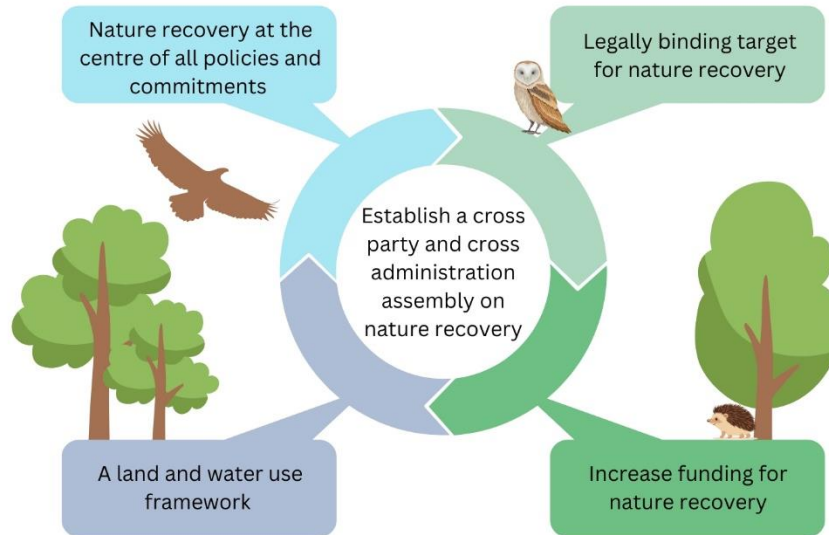 Nature recovery at the
centre of all policies and
commitments
Legally binding target
for nature recovery
Establish a cross
party and cross
administration
assembly on
nature recovery
A land and water use
framework
Increase funding for
nature recovery